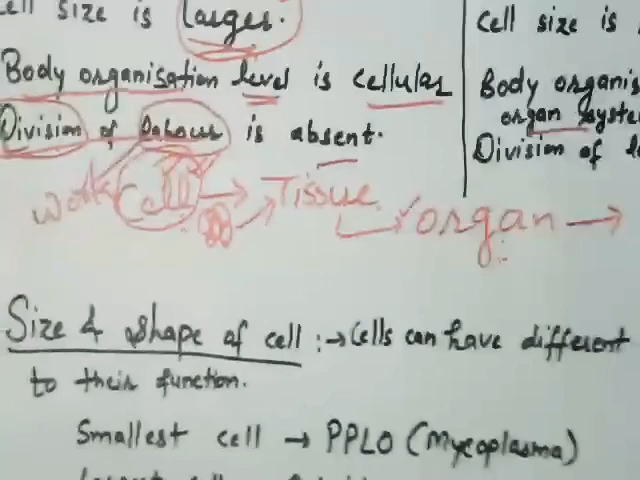 Cell size is larger.
Body organisation level is cellular
Division of labour is absent.
Work Cell → → Tissue → organ →
Cell size is
Body organis
organ syste
Division of l
Size & shape of cell :→ Cells can have different
to their function.
Smallest cell → PPLO (Mycoplasma)